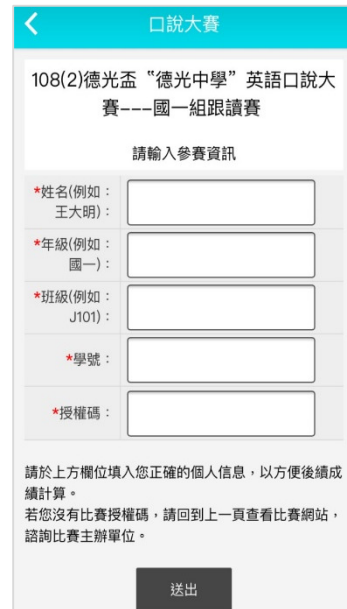 口說大賽
108(2)德光盃〝德光中學〞英語口說大
賽---國一組跟讀賽
請輸入參賽資訊
*姓名(例如：
王大明)：
*年級(例如：
國一)：
*班級(例如：
J101)：
*學號：
*授權碼：
請於上方欄位填入您正確的個人信息，以方便後續成
績計算。
若您沒有比賽授權碼，請回到上一頁查看比賽網站，
諮詢比賽主辦單位。
送出